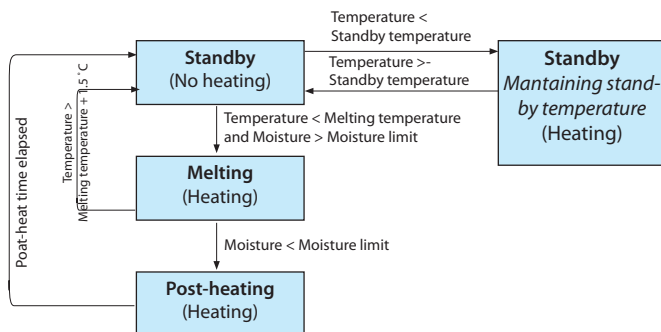 Temperature <
Standby temperature
Standby
(No heating)
Temperature >-
Standby temperature
Standby
Mantaining stand-
by temperature
(Heating)
Temperature < Melting temperature
and Moisture > Moisture limit
Temperature >
Melting temperature + 1.5 ˚C
Poat-heat time elapsed
Melting
(Heating)
Moisture < Moisture limit
Post-heating
(Heating)